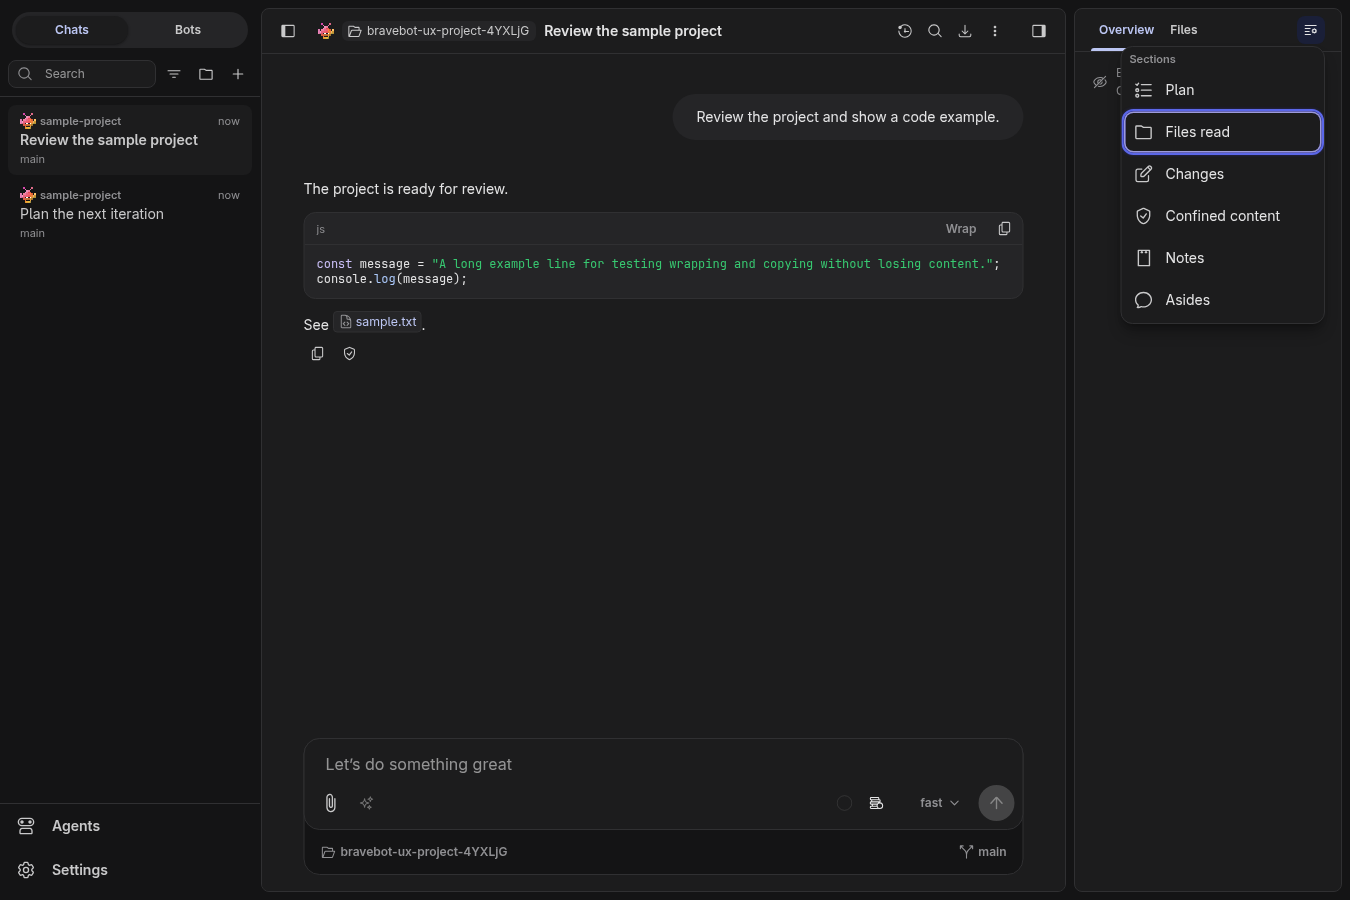 Chats
Bots
Search
sample-project
now
Review the sample project
main
sample-project
now
Plan the next iteration
main
Agents
Settings
bravebot-ux-project-4YXLjG
Review the sample project
Review the project and show a code example.
The project is ready for review.
js
Wrap
const message = "A long example line for testing wrapping and copying without losing content.";
console.log(message);
See sample.txt.
Let's do something great
fast
bravebot-ux-project-4YXLjG
main
Overview
Files
Sections
Plan
Files read
Changes
Confined content
Notes
Asides